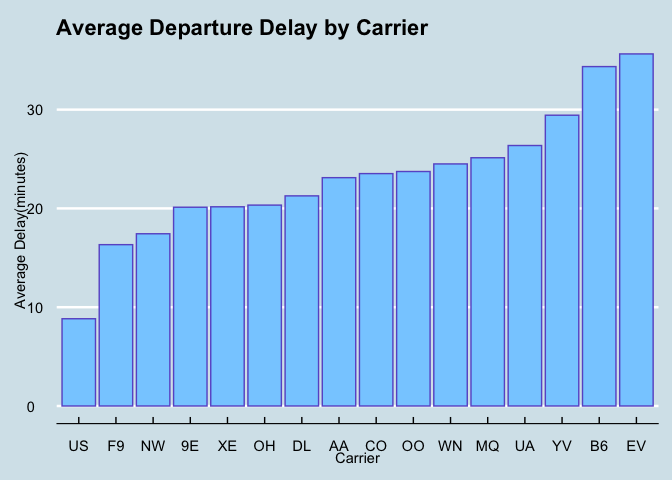 Average Departure Delay by Carrier
Average Delay(minutes)
30
20
10
0
US F9 NW 9E XE OH DL AA CO OO WN MQ UA YV B6 EV
Carrier